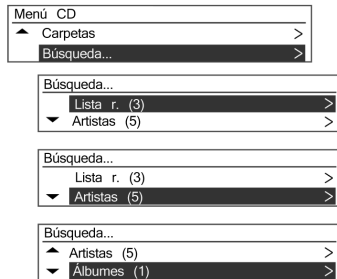 Menú CD
Carpetas >
Búsqueda... >
Búsqueda...
Lista r. (3) >
Artistas (5) >
Búsqueda...
Lista r. (3) >
Artistas (5) >
Búsqueda...
Artistas (5) >
Álbumes (1) >